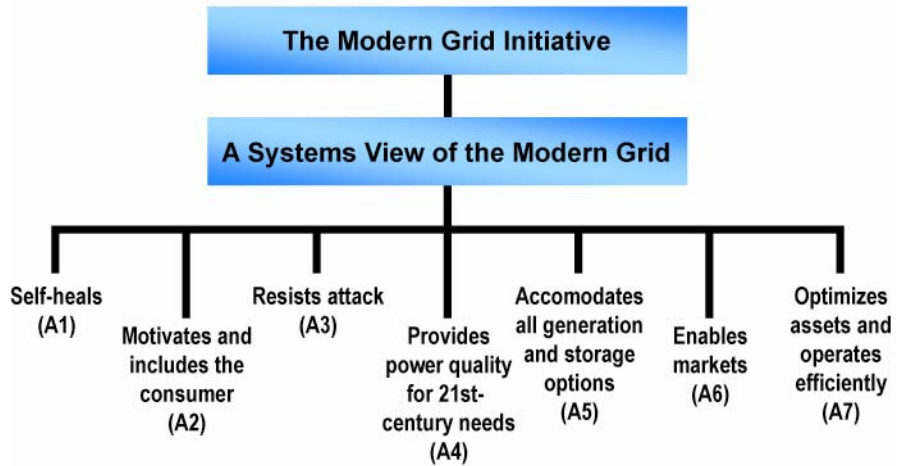 The Modern Grid Initiative
A Systems View of the Modern Grid
Self-heals
(A1)
Motivates and
includes the
consumer
(A2)
Resists attack
(A3)
Provides
power quality
for 21st-
century needs
(A4)
Accomodates
all generation
and storage
options
(A5)
Enables
markets
(A6)
Optimizes
assets and
operates
efficiently
(A7)